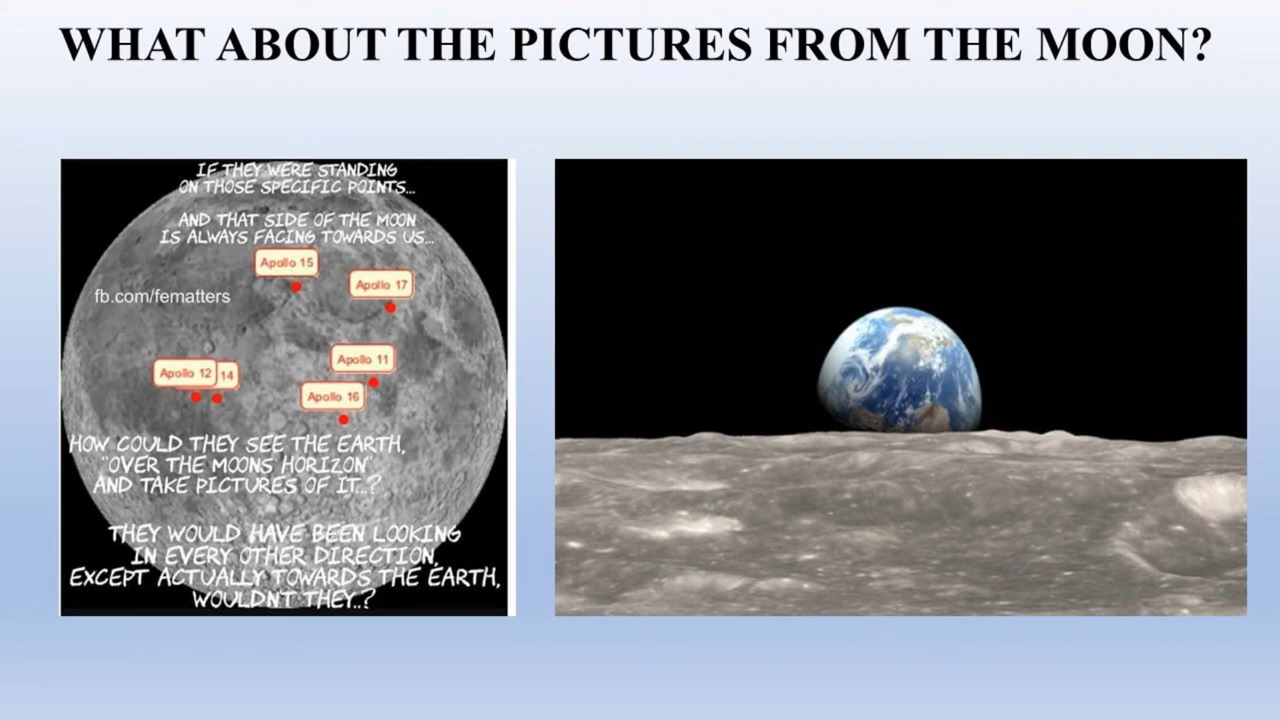 WHAT ABOUT THE PICTURES FROM THE MOON?
IF THEY WERE STANDING
ON THOSE SPECIFIC POINTS...
AND THAT SIDE OF THE MOON
IS ALWAYS FACING TOWARDS US...
Apollo 15
Apollo 17
fb.com/fematters
Apollo 11
Apollo 12
14
Apollo 16
HOW COULD THEY SEE THE EARTH,
"OVER THE MOONS HORIZON"
AND TAKE PICTURES OF IT..?
THEY WOULD HAVE BEEN LOOKING
IN EVERY OTHER DIRECTION,
EXCEPT ACTUALLY TOWARDS THE EARTH,
WOULDNT THEY..?